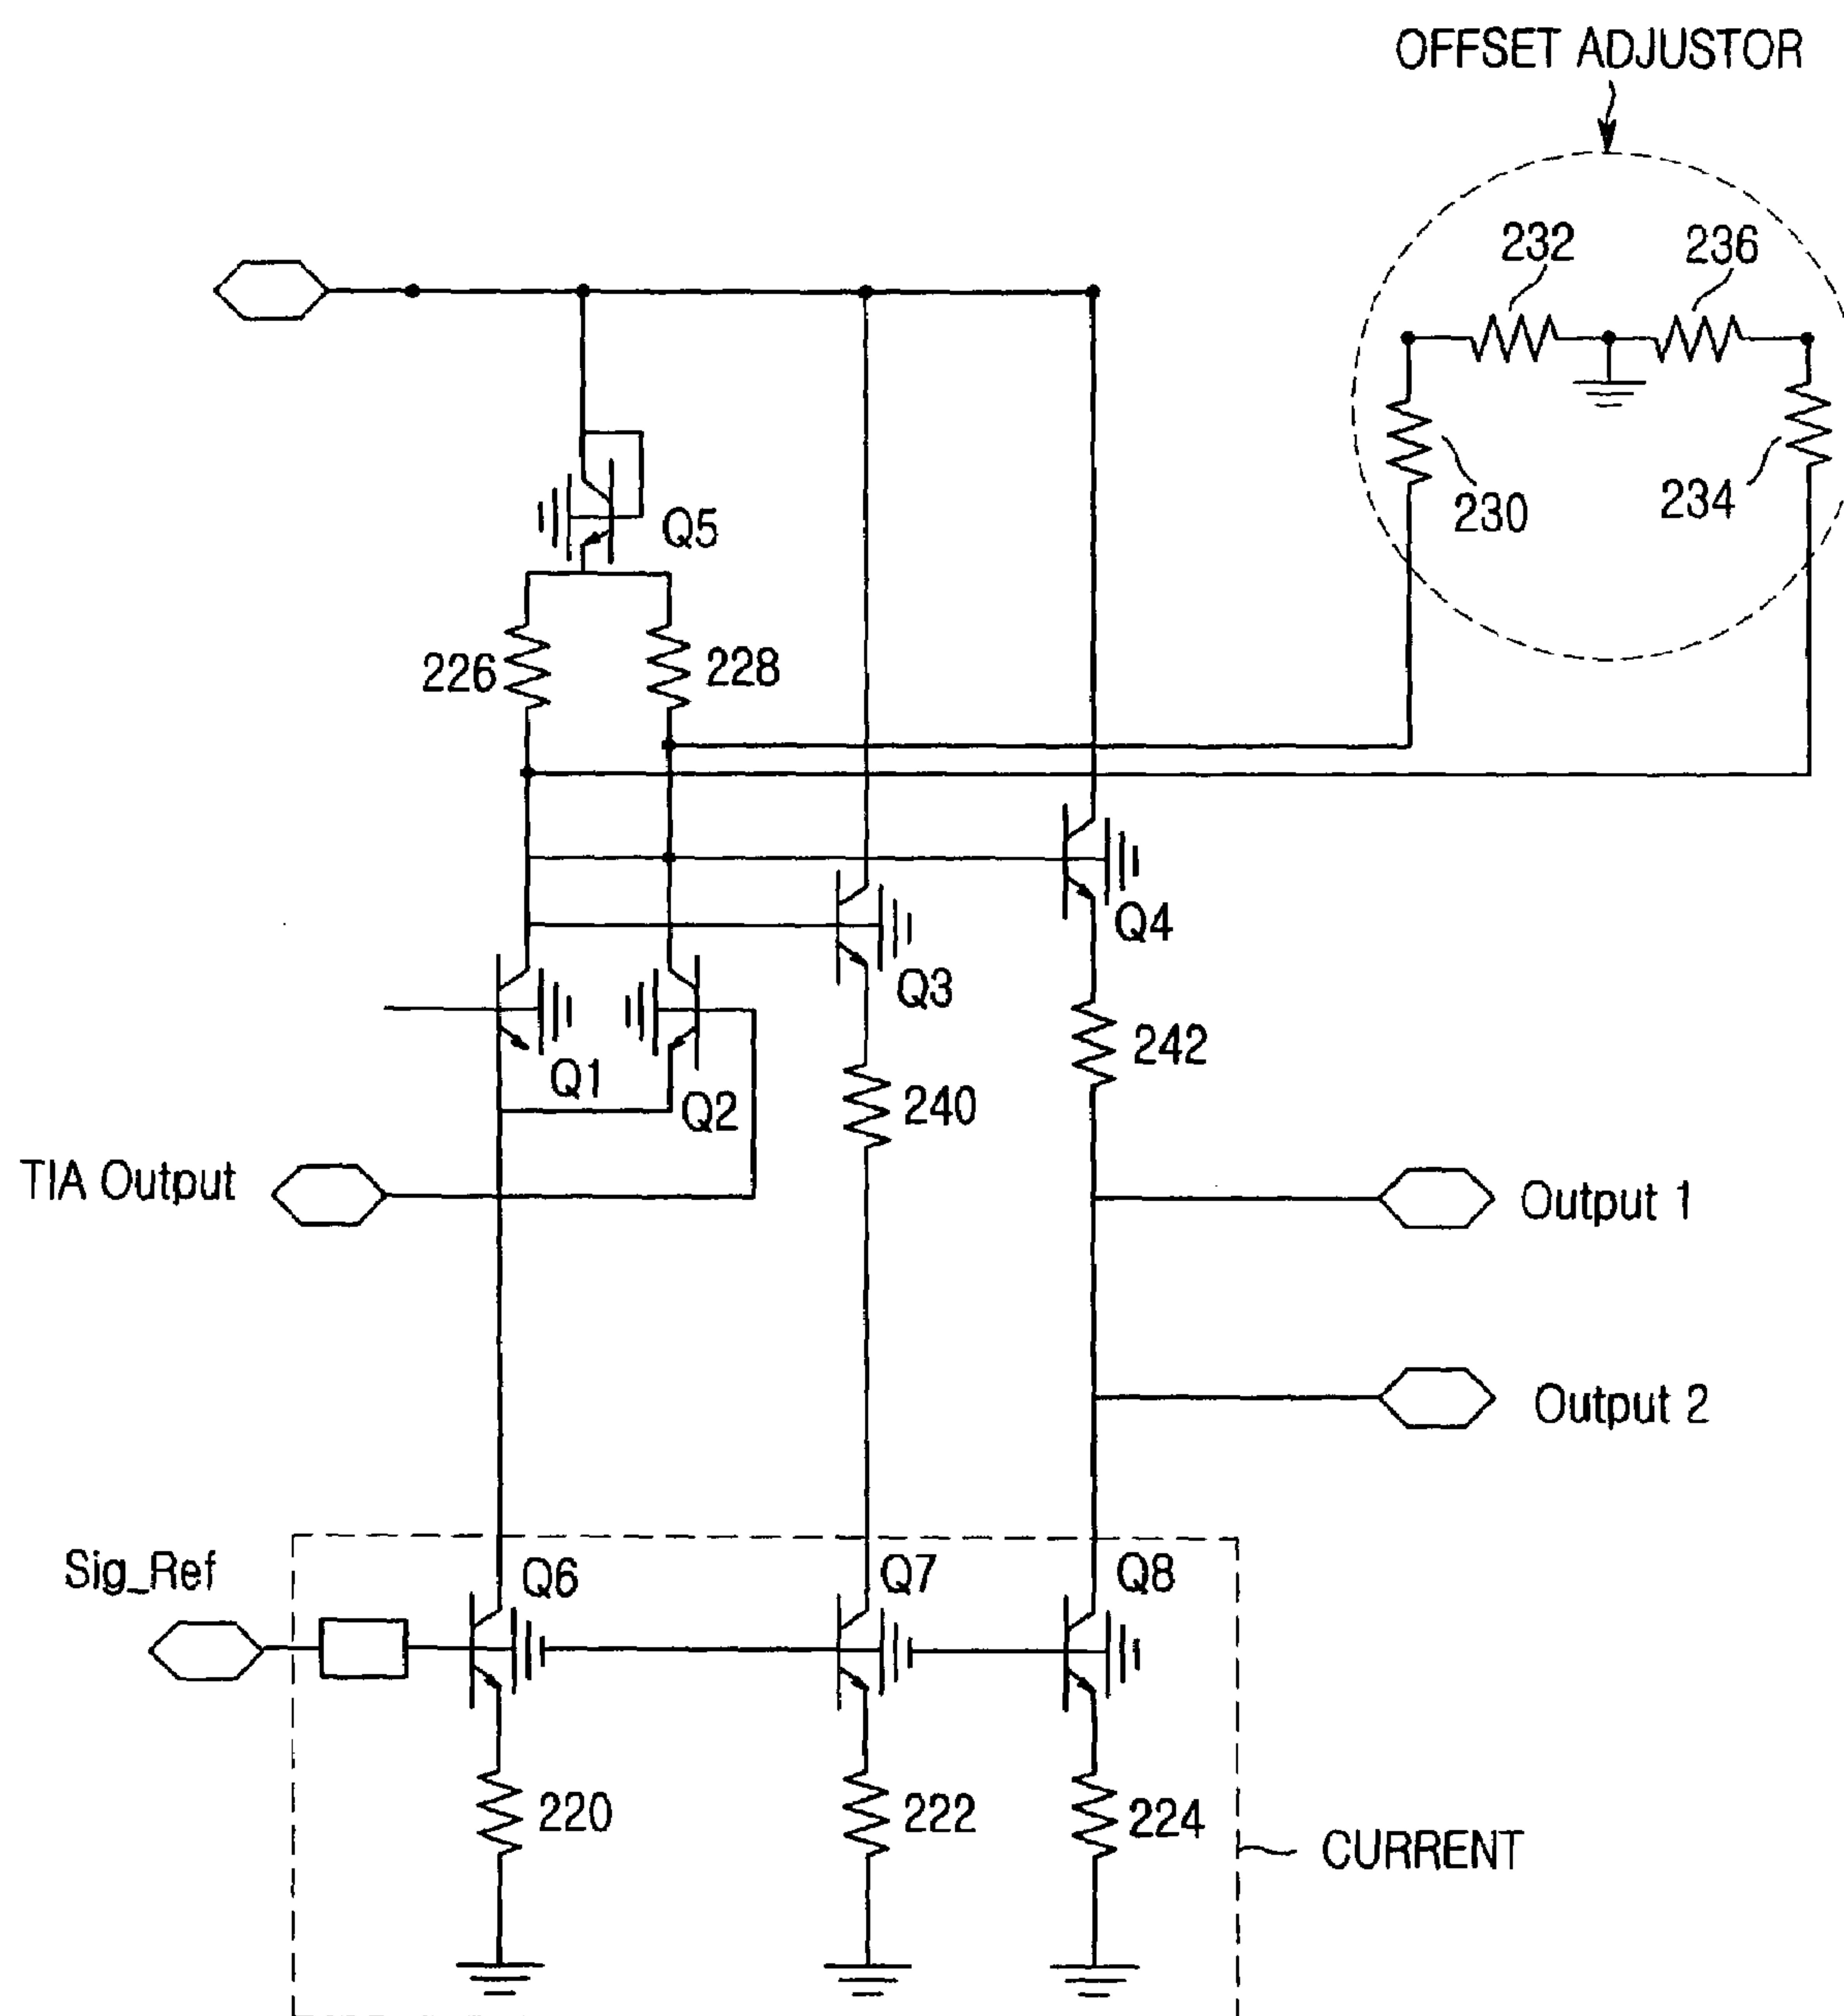 OFFSET ADJUSTOR
232
236
230
234
Q5
226
228
Q4
Q3
Q1
Q2
242
240
TIA Output
Output 1
Output 2
Sig_Ref
Q6
Q7
Q8
220
222
224
CURRENT